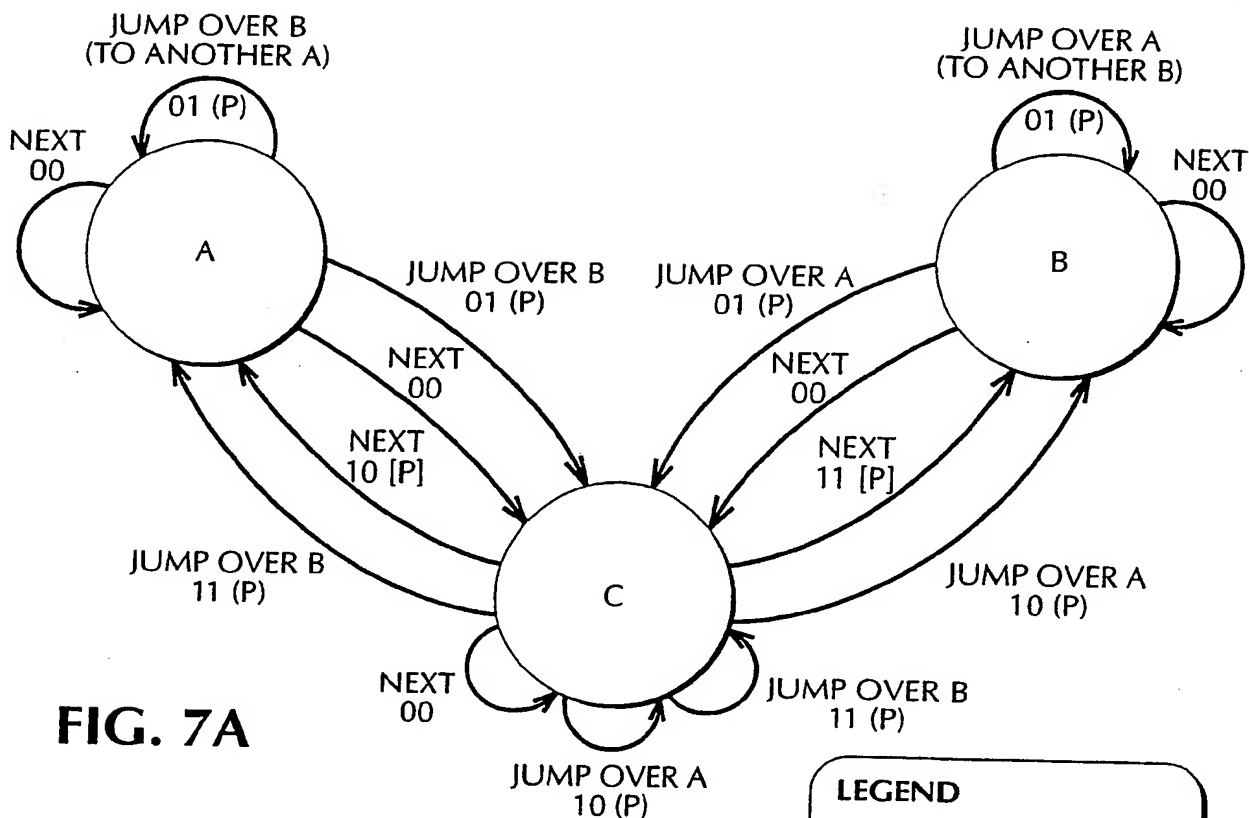 JUMP OVER B
(TO ANOTHER A)
01 (P)
NEXT
00
A
JUMP OVER A
(TO ANOTHER B)
01 (P)
NEXT
00
B
JUMP OVER B
01 (P)
JUMP OVER A
01 (P)
NEXT
00
NEXT
00
NEXT
10 [P]
NEXT
11 [P]
JUMP OVER B
11 (P)
C
JUMP OVER A
10 (P)
NEXT
00
JUMP OVER B
11 (P)
JUMP OVER A
10 (P)
FIG. 7A
LEGEND